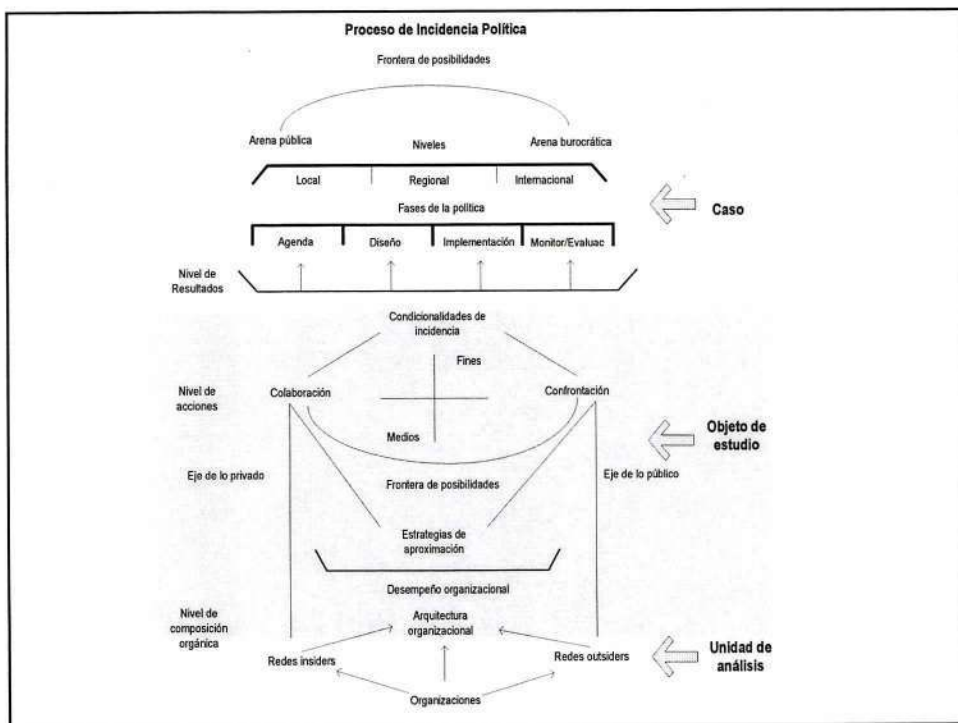 Proceso de Incidencia Política
Frontera de posibilidades
Arena pública
Niveles
Arena burocrática
Local
Regional
Internacional
Fases de la política
Caso
Agenda
Diseño
Implementación
Monitor/Evaluac
Nivel de
Resultados
Condicionalidades de
incidencia
Fines
Nivel de
acciones
Colaboración
Confrontación
Medios
Objeto de
estudio
Eje de lo privado
Eje de lo público
Frontera de posibilidades
Estrategias de
aproximación
Desempeño organizacional
Nivel de
composición
orgánica
Arquitectura
organizacional
Redes insiders
Redes outsiders
Unidad de
análisis
Organizaciones